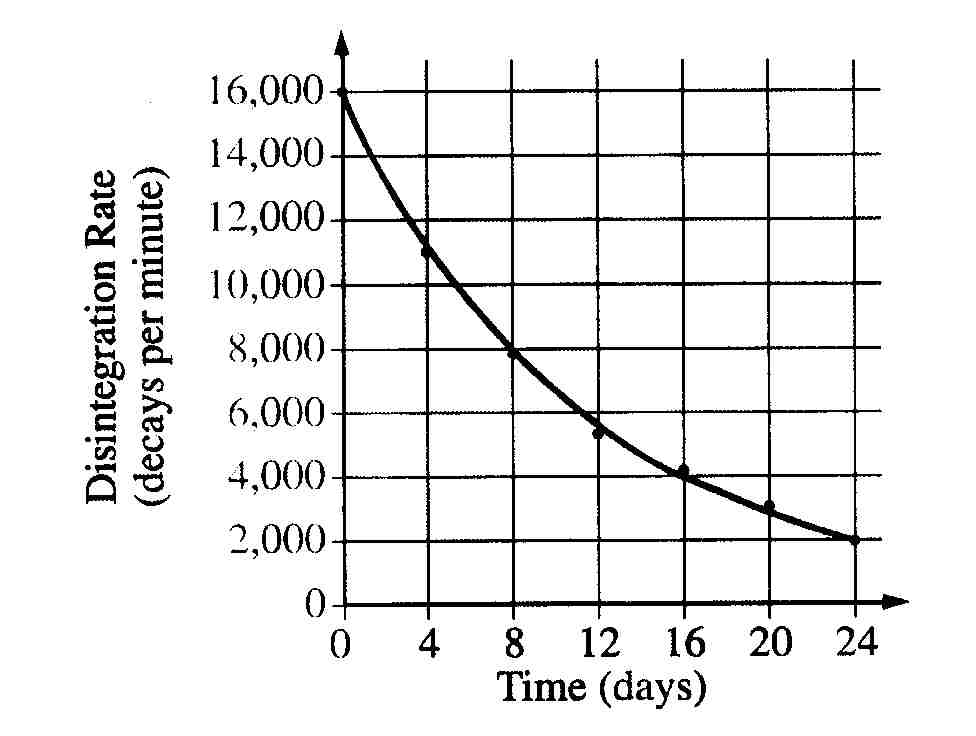 Disintegration Rate
(decays per minute)
16,000
14,000
12,000
10,000
8,000
6,000
4,000
2,000
0
0 4 8 12 16 20 24
Time (days)